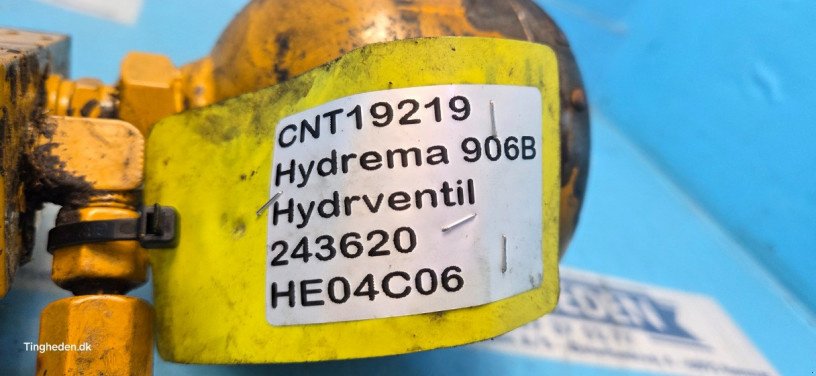 CNT19219
Hydrema 906B
Hydrventil
243620
HE04C06
Tingheden.dk